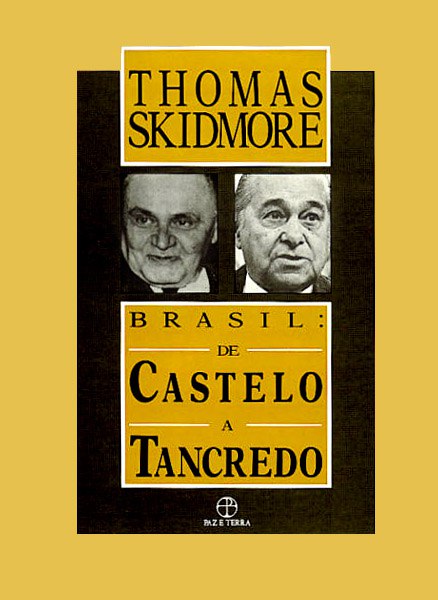 THOMAS
SKIDMORE
BRASIL:
DE
CASTELO
A
TANCREDO
PAZ E TERRA